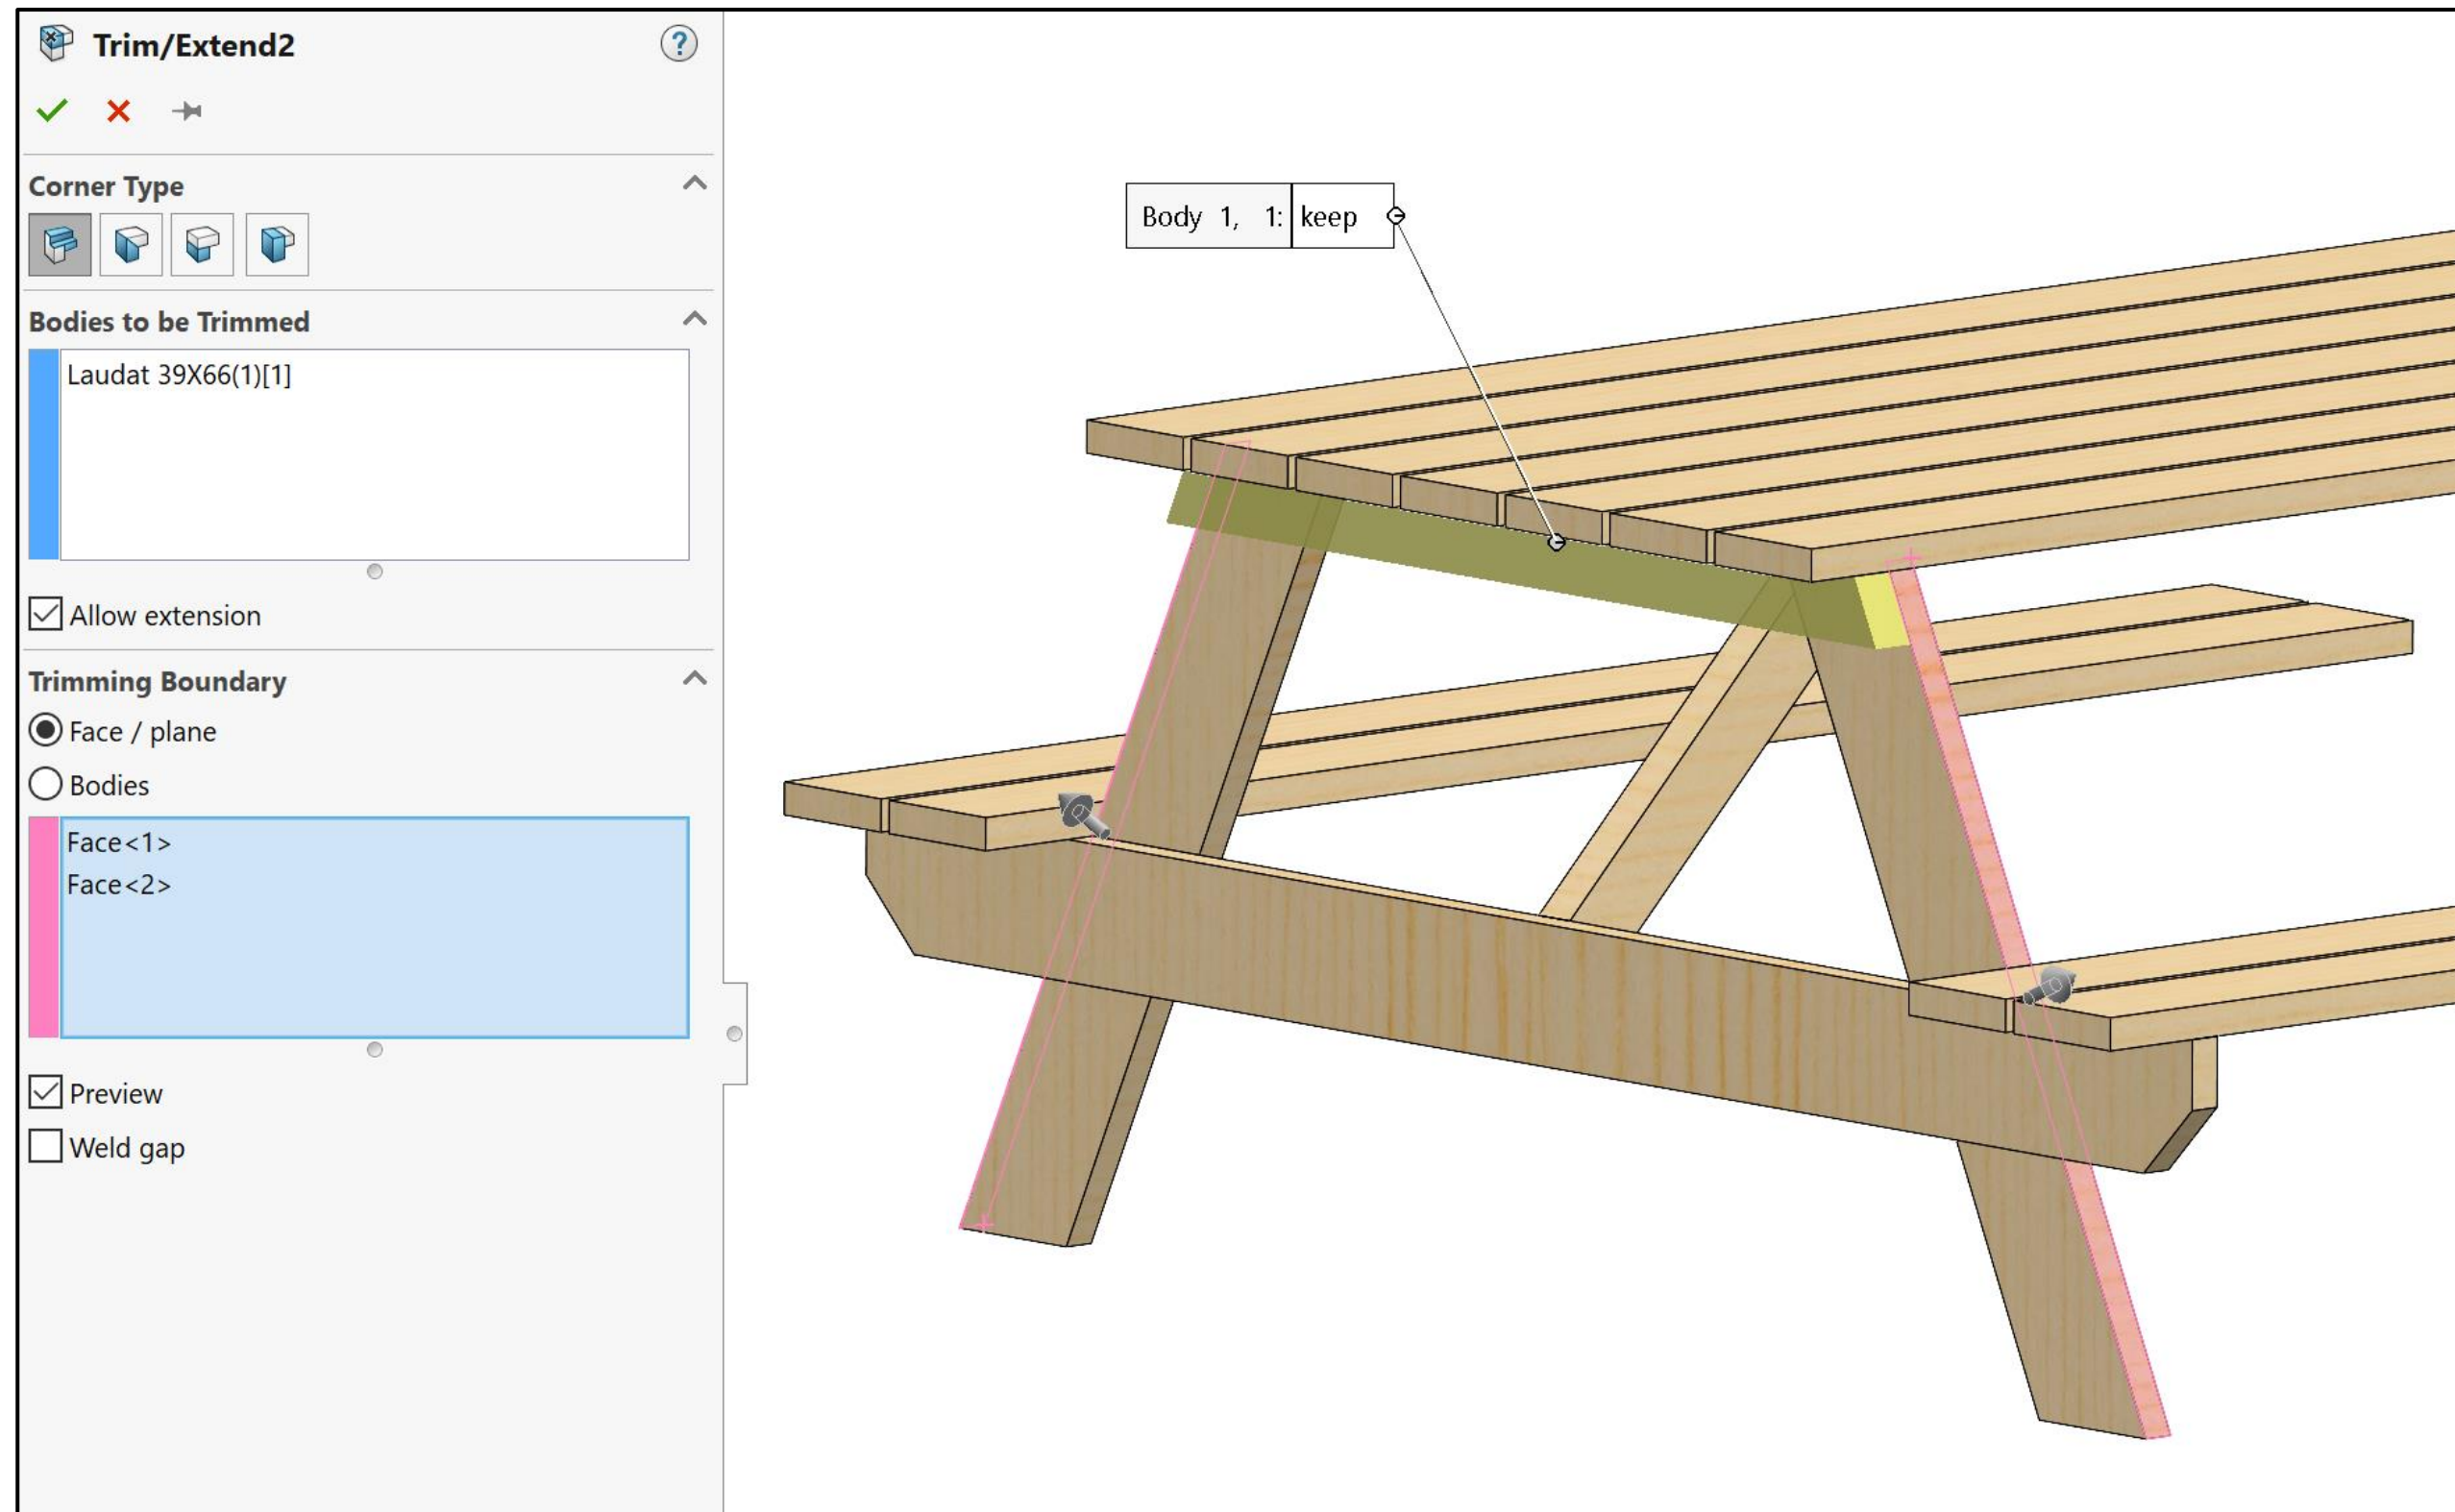 Trim/Extend2
?
Corner Type
Bodies to be Trimmed
Laudat 39X66(1)[1]
Allow extension
Trimming Boundary
Face / plane
Bodies
Face<1>
Face<2>
Preview
Weld gap
Body 1, 1: keep